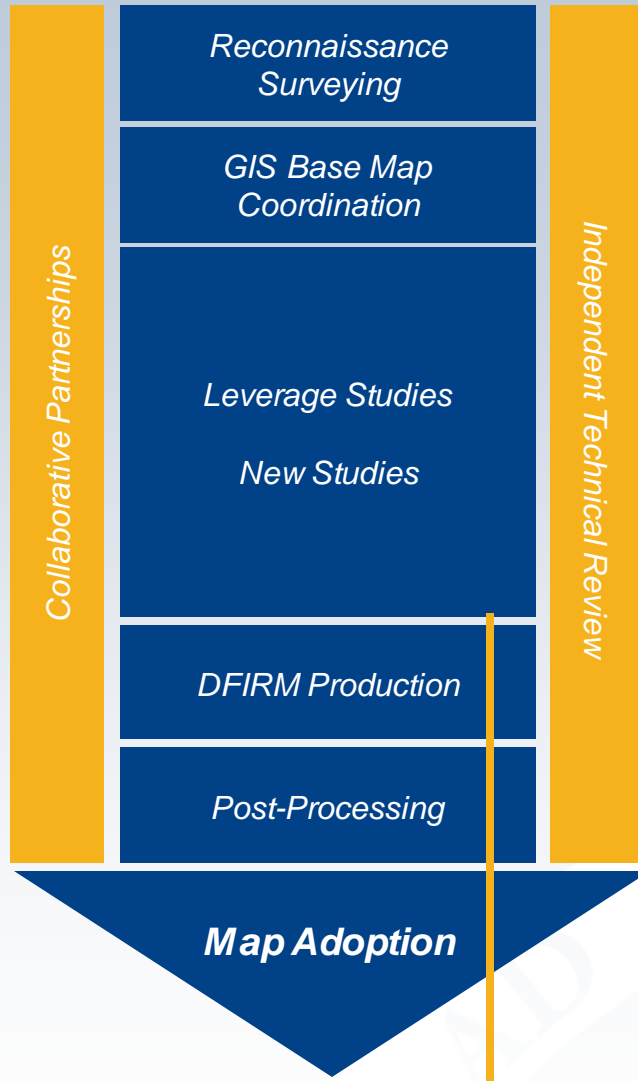 Reconnaissance
Surveying
GIS Base Map
Coordination
Collaborative Partnerships
Independent Technical Review
Leverage Studies
New Studies
DFIRM Production
Post-Processing
Map Adoption
AD